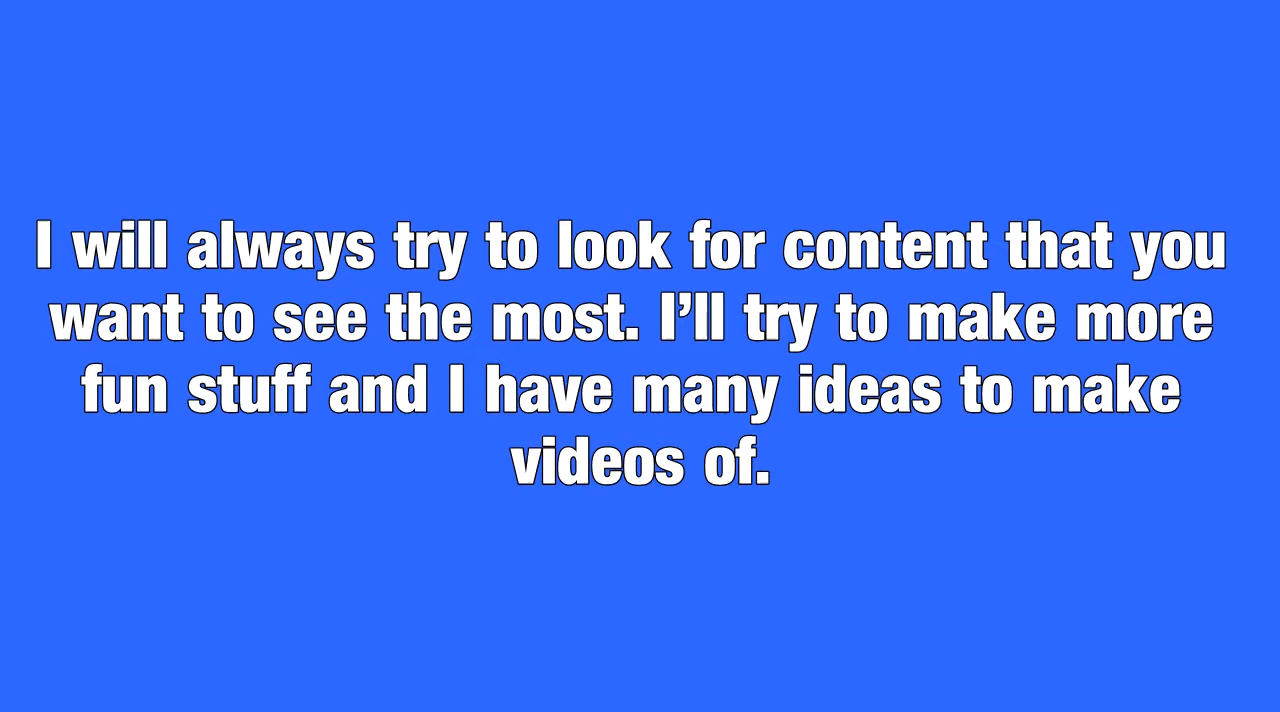 I will always try to look for content that you
want to see the most. I’ll try to make more
fun stuff and I have many ideas to make
videos of.